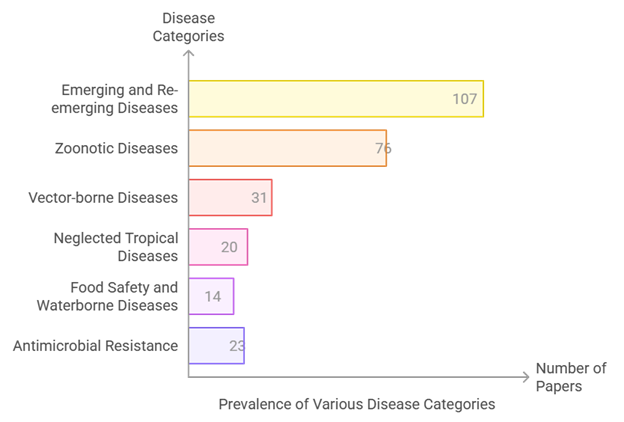 Disease
Categories
Emerging and Re-
emerging Diseases
107
Zoonotic Diseases
76
Vector-borne Diseases
31
Neglected Tropical
Diseases
20
Food Safety and
Waterborne Diseases
14
Antimicrobial Resistance
23
Number of
Papers
Prevalence of Various Disease Categories